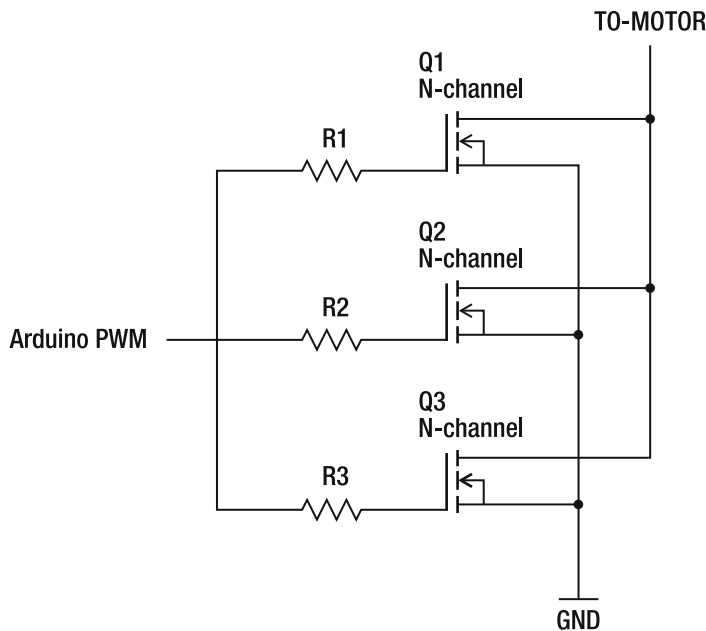 TO-MOTOR
Q1
N-channel
R1
Q2
N-channel
R2
Arduino PWM
Q3
N-channel
R3
GND